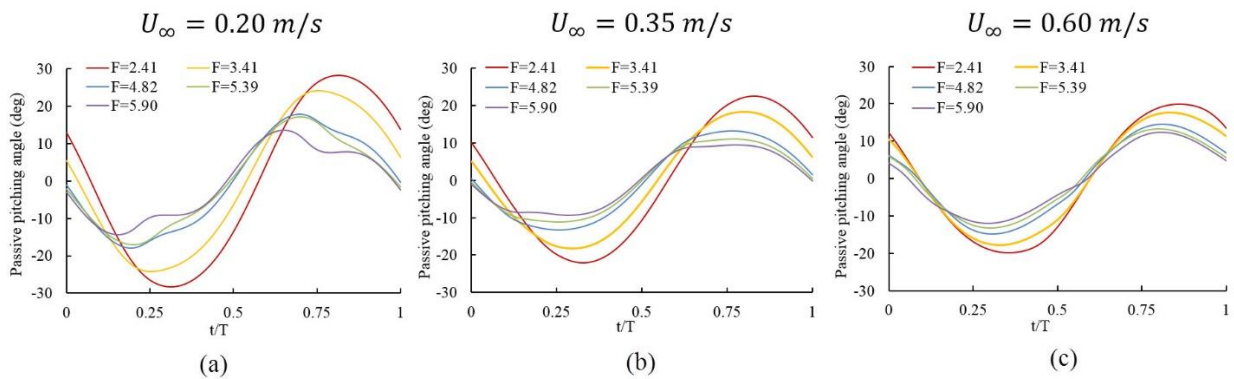 U∞ = 0.20 m/s
Passive pitching angle (deg)
30
20
10
0
-10
-20
-30
F=2.41
F=3.41
F=4.82
F=5.39
F=5.90
0
0.25
0.5
0.75
1
t/T
(a)
U∞ = 0.35 m/s
Passive pitching angle (deg)
30
20
10
0
-10
-20
-30
F=2.41
F=3.41
F=4.82
F=5.39
F=5.90
0
0.25
0.5
0.75
1
t/T
(b)
U∞ = 0.60 m/s
Passive pitching angle (deg)
30
20
10
0
-10
-20
-30
F=2.41
F=3.41
F=4.82
F=5.39
F=5.90
0
0.25
0.5
0.75
1
t/T
(c)